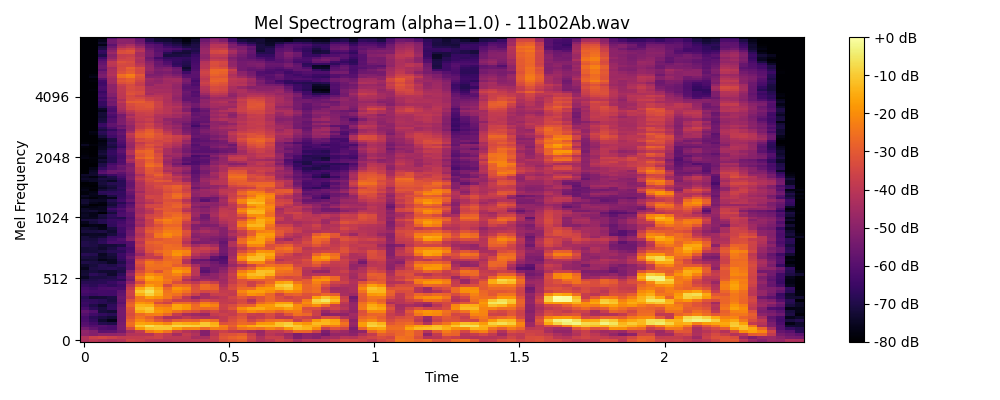 Mel Spectrogram (alpha=1.0) - 11b02Ab.wav
Mel Frequency
4096
2048
1024
512
0
0
0.5
1
1.5
2
Time
+0 dB
-10 dB
-20 dB
-30 dB
-40 dB
-50 dB
-60 dB
-70 dB
-80 dB